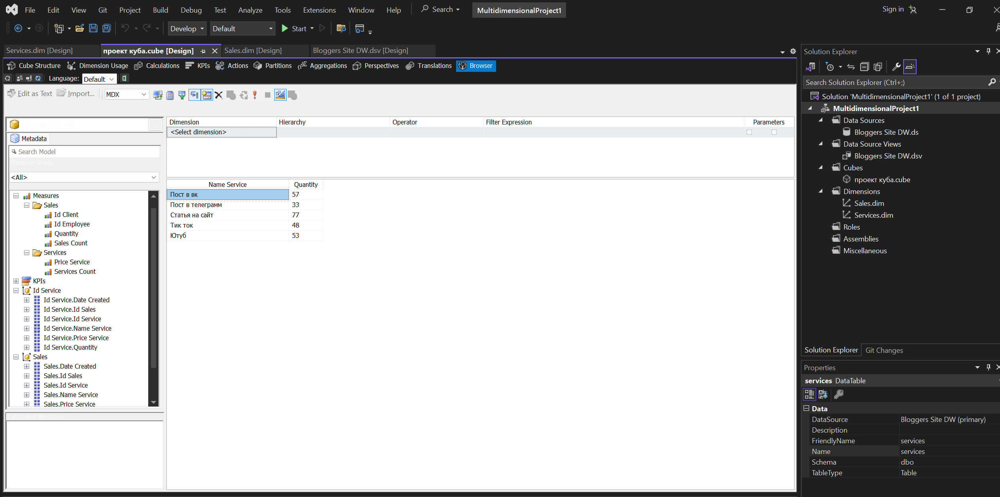 File Edit View Git Project Build Debug Test Analyze Tools Extensions Window Help Search MultidimensionalProject1 Sign in
Develop Default Start
Services.dim [Design] проект куба.cube [Design] Sales.dim [Design] Bloggers Site DW.dsv [Design]
Cube Structure Dimension Usage Calculations KPIs Actions Partitions Aggregations Perspectives Translations Browser
Language: Default
Edit as Text Import... MDX
Bloggers Site DW
Metadata
Search Model
Measure Group:
<All>
Measures
Sales
Id Client
Id Employee
Quantity
Sales Count
Services
Price Service
Services Count
KPIs
Id Service
Id Service.Date Created
Id Service.Id Sales
Id Service.Id Service
Id Service.Name Service
Id Service.Price Service
Id Service.Quantity
Sales
Sales.Date Created
Sales.Id Sales
Sales.Id Service
Sales.Name Service
Sales.Price Service
Calculated Members
Dimension Hierarchy Operator Filter Expression Parameters
<Select dimension>
Name Service Quantity
Пост в вк 57
Пост в телеграмм 33
Статья на сайт 77
Тик ток 48
Ютуб 53
Solution Explorer
Search Solution Explorer (Ctrl+;)
Solution 'MultidimensionalProject1' (1 of 1 project)
MultidimensionalProject1
Data Sources
Bloggers Site DW.ds
Data Source Views
Bloggers Site DW.dsv
Cubes
проект куба.cube
Dimensions
Sales.dim
Services.dim
Roles
Assemblies
Miscellaneous
Solution Explorer Git Changes
Properties
services DataTable
Data
DataSource Bloggers Site DW (primary)
Description
FriendlyName services
Name services
Schema dbo
TableType Table